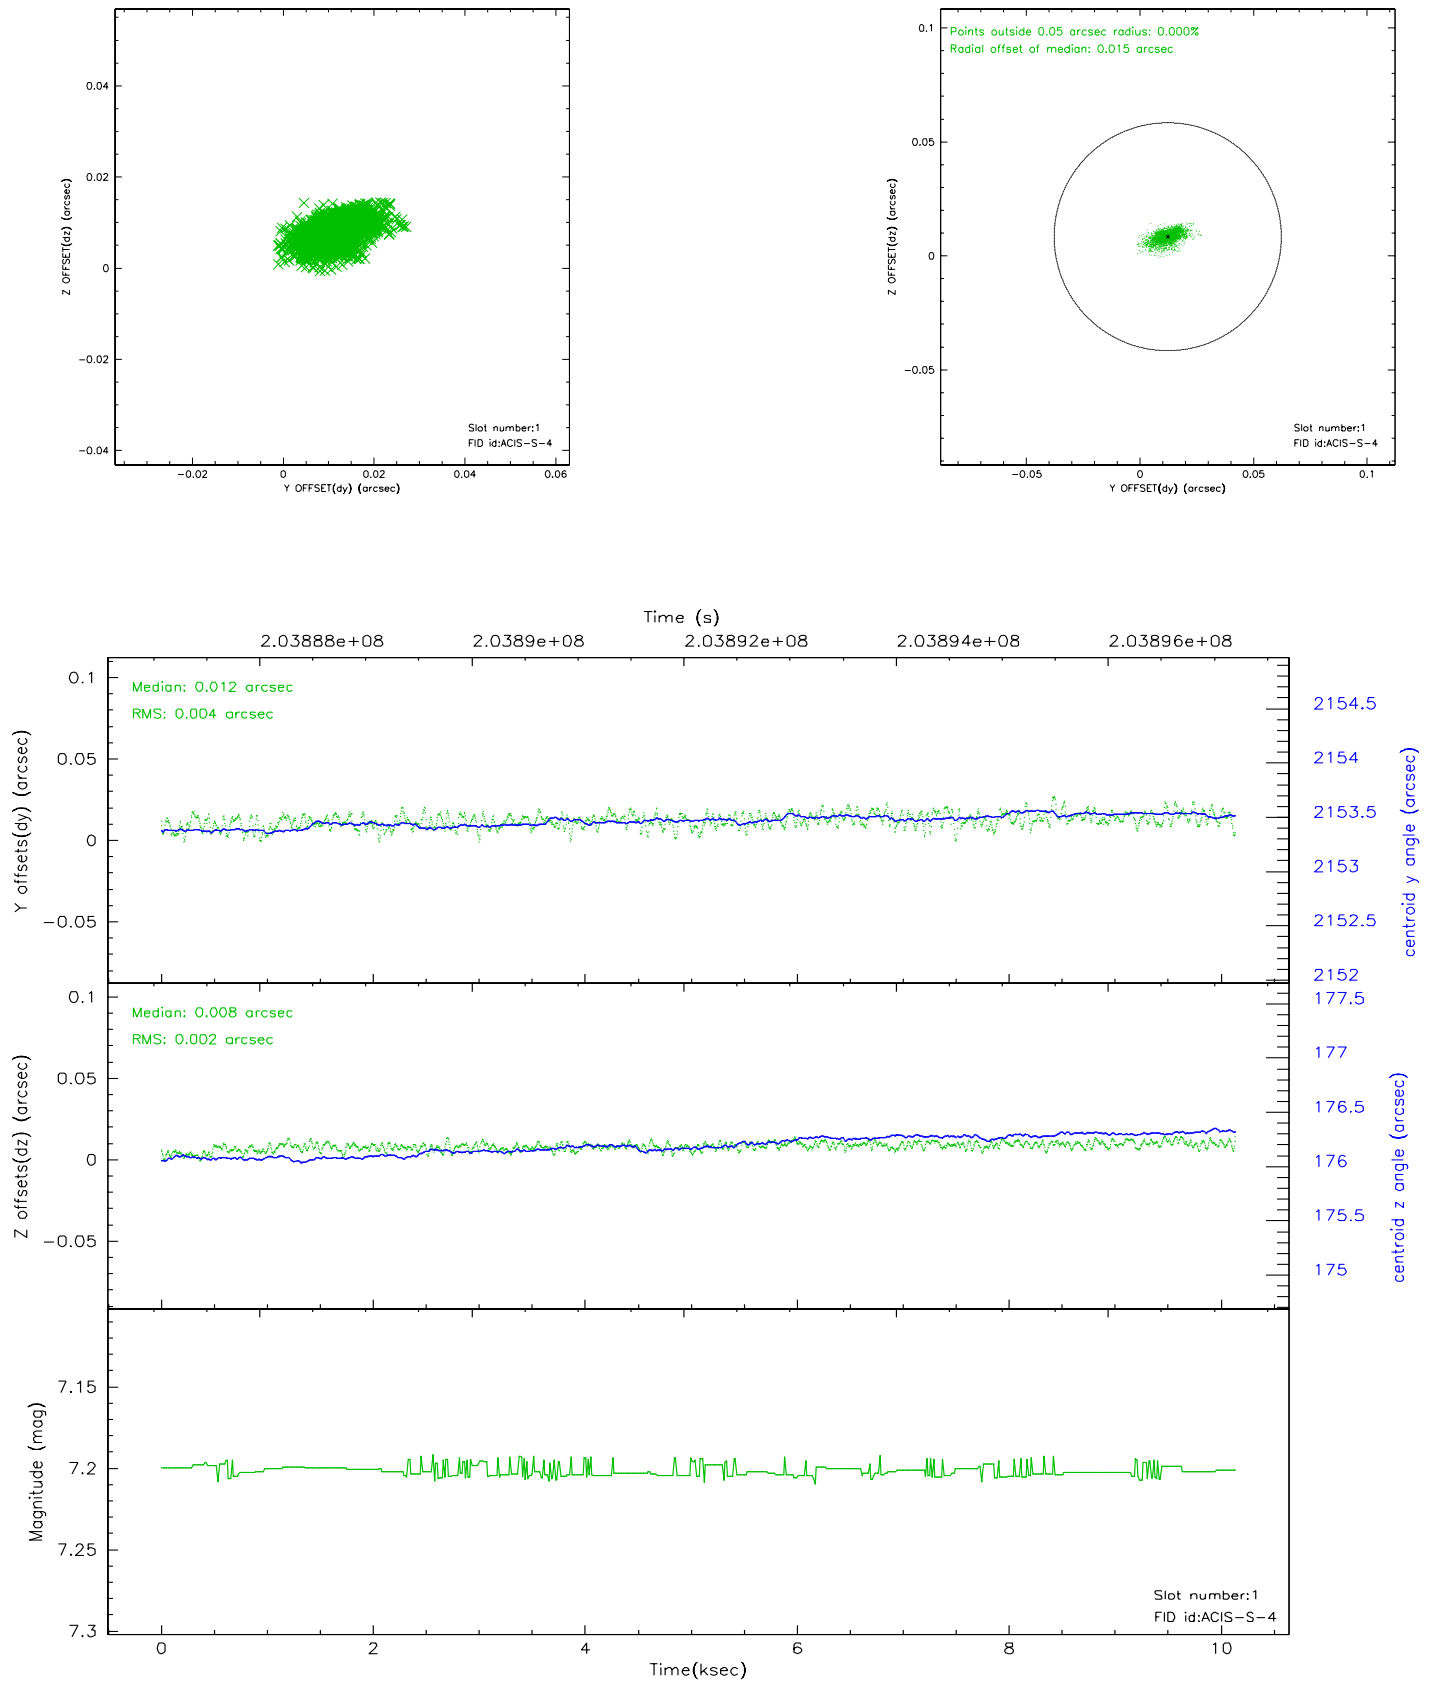 0.04
0.02
0
-0.02
-0.04
Z OFFSET(dz) (arcsec)
Slot number:1
FID id:ACIS-S-4
-0.02 0 0.02 0.04 0.06
Y OFFSET(dy) (arcsec)
Points outside 0.05 arcsec radius: 0.000%
Radial offset of median: 0.015 arcsec
0.1
0.05
0
-0.05
Z OFFSET(dz) (arcsec)
Slot number:1
FID id:ACIS-S-4
-0.05 0 0.05 0.1
Y OFFSET(dy) (arcsec)
Time (s)
2.03888e+08 2.0389e+08 2.03892e+08 2.03894e+08 2.03896e+08
Median: 0.012 arcsec
RMS: 0.004 arcsec
0.1
0.05
0
-0.05
Y offsets(dy) (arcsec)
2154.5
2154
2153.5
2153
2152.5
2152
centroid y angle (arcsec)
Median: 0.008 arcsec
RMS: 0.002 arcsec
0.1
0.05
0
-0.05
Z offsets(dz) (arcsec)
177.5
177
176.5
176
175.5
175
centroid z angle (arcsec)
7.15
7.2
7.25
7.3
Magnitude (mag)
Slot number:1
FID id:ACIS-S-4
0 2 4 6 8 10
Time(ksec)